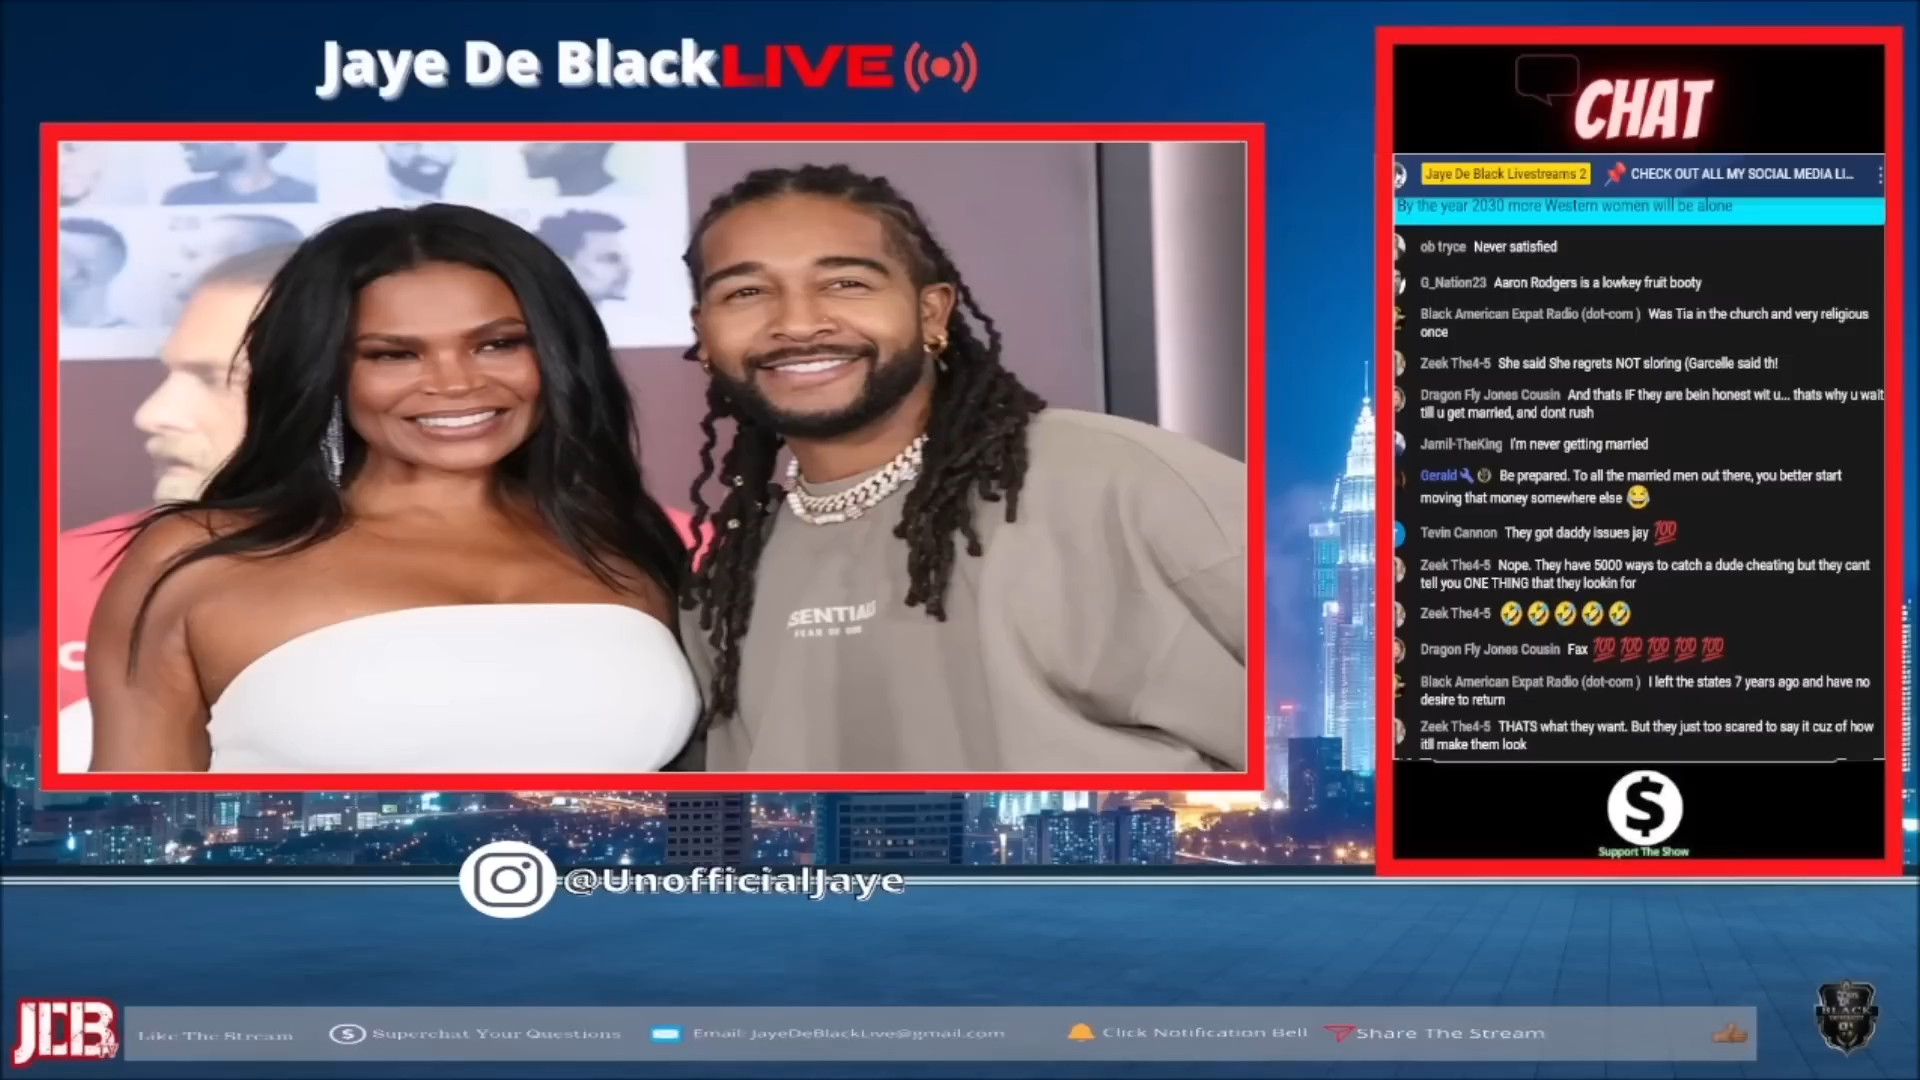 Jaye De Black LIVE
CHAT
Jaye De Black Livestreams 2 📌 CHECK OUT ALL MY SOCIAL MEDIA LI...
By the year 2030 more Western women will be alone
ob tryce Never satisfied
G_Nation23 Aaron Rodgers is a lowkey fruit booty
Black American Expat Radio (dot-com ) Was Tia in the church and very religious
once
Zeek The4-5 She said She regrets NOT sloring (Garcelle said th!
Dragon Fly Jones Cousin And thats IF they are bein honest wit u... thats why u wait
till u get married, and dont rush
Jamil-TheKing I'm never getting married
Gerald Be prepared. To all the married men out there, you better start
moving that money somewhere else 😂
Tevin Cannon They got daddy issues jay 💯
Zeek The4-5 Nope. They have 5000 ways to catch a dude cheating but they cant
tell you ONE THING that they lookin for
Zeek The4-5 🤣🤣🤣🤣🤣
Dragon Fly Jones Cousin Fax 💯💯💯💯💯
Black American Expat Radio (dot-com ) I left the states 7 years ago and have no
desire to return
Zeek The4-5 THATS what they want. But they just too scared to say it cuz of how
itll make them look
$
Support The Show
SENTIALS
FEAR OF GOD
@UnofficialJaye
JDB TV
Like The Stream
$ Superchat Your Questions
Email: JayeDeBlackLive@gmail.com
Click Notification Bell
Share The Stream
BLACK